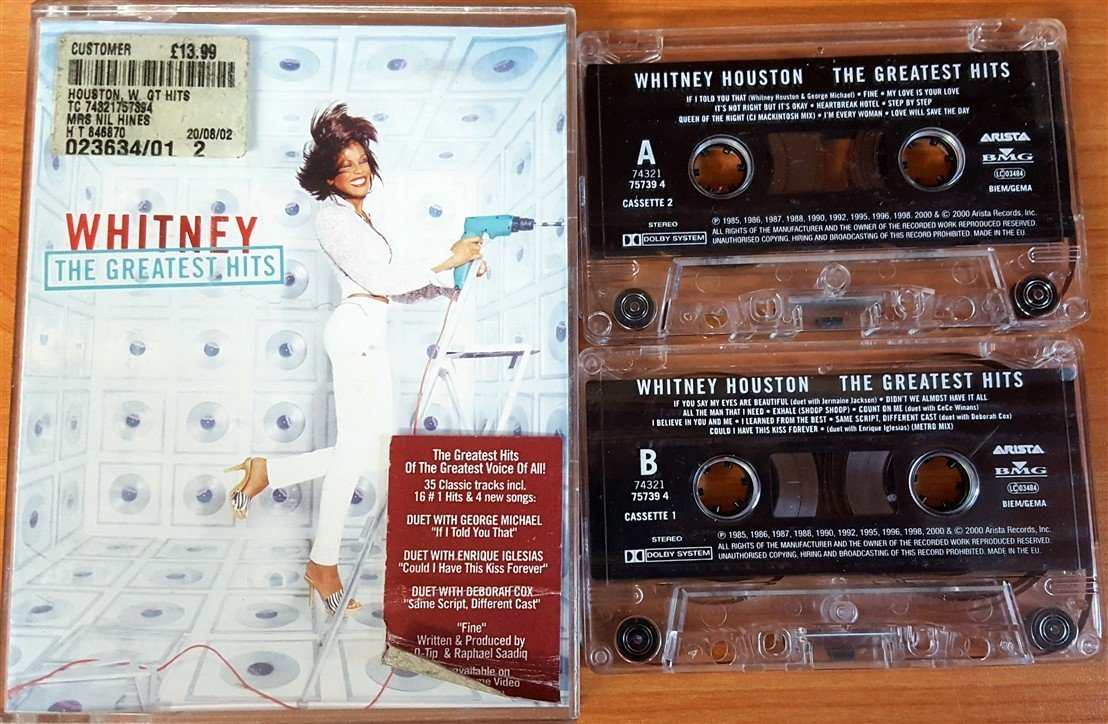 CUSTOMER £13.99
HOUSTON, W GT HITS
TC 74321757394
MRS NIL HINES
H T 846870 20/08/02
023634/01 2
WHITNEY
THE GREATEST HITS
The Greatest Hits
Of The Greatest Voice Of All!
35 Classic tracks incl.
16 # 1 Hits & 4 new songs:
DUET WITH GEORGE MICHAEL
"If I Told You That"
DUET WITH ENRIQUE IGLESIAS
"Could I Have This Kiss Forever"
DUET WITH DEBORAH COX
"Same Script, Different Cast"
"Fine"
Written & Produced by
Q-Tip & Raphael Saadiq
available on
Video
WHITNEY HOUSTON THE GREATEST HITS
IF I TOLD YOU THAT (Whitney Houston & George Michael) • FINE • MY LOVE IS YOUR LOVE
IT'S NOT RIGHT BUT IT'S OKAY • HEARTBREAK HOTEL • STEP BY STEP
QUEEN OF THE NIGHT (CJ MACKINTOSH MIX) • I'M EVERY WOMAN • LOVE WILL SAVE THE DAY
A
74321
75739 4
CASSETTE 2
STEREO
DOLBY SYSTEM
ARISTA
BMG
LC 03484
BIEM/GEMA
℗ 1985, 1986, 1987, 1988, 1990, 1992, 1995, 1996, 1998, 2000 & © 2000 Arista Records, Inc.
ALL RIGHTS OF THE MANUFACTURER AND THE OWNER OF THE RECORDED WORK REPRODUCED RESERVED.
UNAUTHORISED COPYING, HIRING AND BROADCASTING OF THIS RECORD PROHIBITED. MADE IN THE EU.
WHITNEY HOUSTON THE GREATEST HITS
IF YOU SAY MY EYES ARE BEAUTIFUL (duet with Jermaine Jackson) • DIDN'T WE ALMOST HAVE IT ALL
ALL THE MAN THAT I NEED • EXHALE (SHOOP SHOOP) • COUNT ON ME (duet with CeCe Winans)
I BELIEVE IN YOU AND ME • I LEARNED FROM THE BEST • SAME SCRIPT, DIFFERENT CAST (duet with Deborah Cox)
COULD I HAVE THIS KISS FOREVER • (duet with Enrique Iglesias) (METRO MIX)
B
74321
75739 4
CASSETTE 1
STEREO
DOLBY SYSTEM
ARISTA
BMG
LC 03484
BIEM/GEMA
℗ 1985, 1986, 1987, 1988, 1990, 1992, 1995, 1996, 1998, 2000 & © 2000 Arista Records, Inc.
ALL RIGHTS OF THE MANUFACTURER AND THE OWNER OF THE RECORDED WORK REPRODUCED RESERVED.
UNAUTHORISED COPYING, HIRING AND BROADCASTING OF THIS RECORD PROHIBITED. MADE IN THE EU.